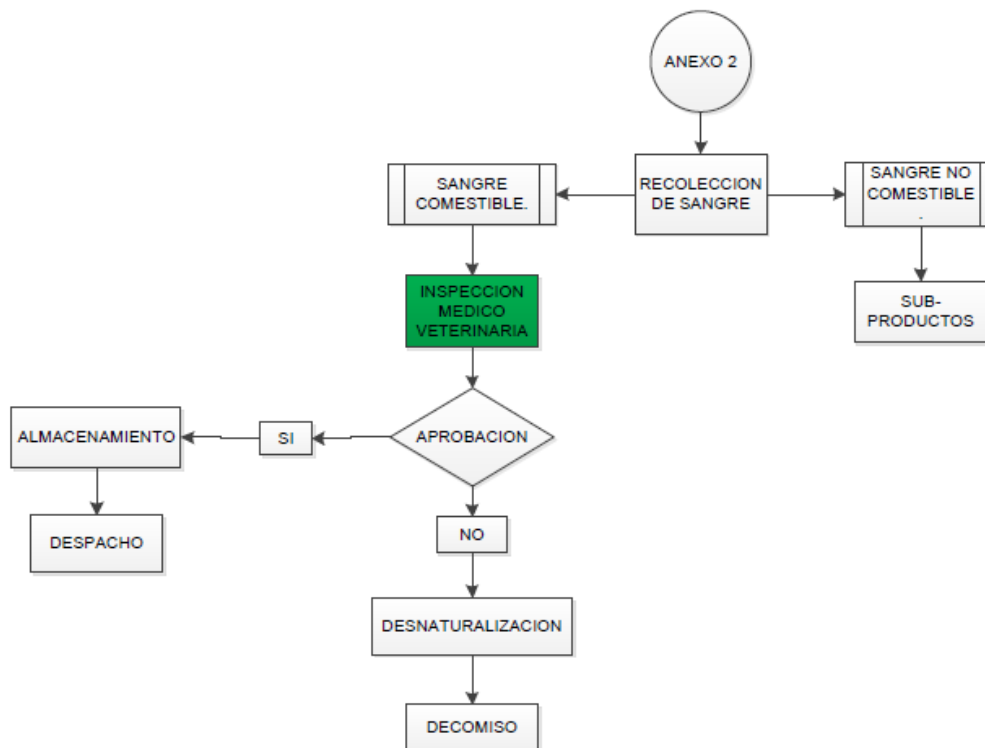 ANEXO 2
SANGRE
COMESTIBLE.
RECOLECCION
DE SANGRE
SANGRE NO
COMESTIBLE
.
INSPECCION
MEDICO
VETERINARIA
SUB-
PRODUCTOS
ALMACENAMIENTO
SI
APROBACION
DESPACHO
NO
DESNATURALIZACION
DECOMISO